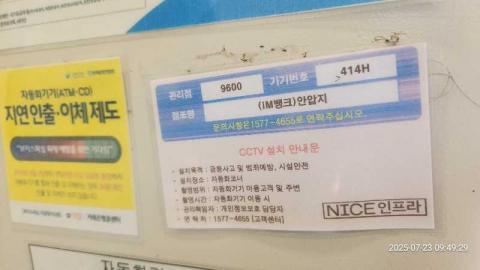 자동화기기(ATM·CD)
지연 인출·이체 제도
관리점 9600 기기번호 414H
점포명 (iM뱅크)안압지
문의사항은1577-4655로 연락주십시오.
CCTV 설치 안내문
· 설치목적 : 금융사고 및 범죄예방, 시설안전
· 설치장소 : 자동화코너
· 촬영범위 : 자동화기기 이용고객 및 주변
· 촬영시간 : 자동화기기 이용 시
· 관리책임자 : 개인정보보호 담당자
· 연 락 처 : 1577-4655 [고객센터]
NICE인프라
2025-07-23 09:49:29